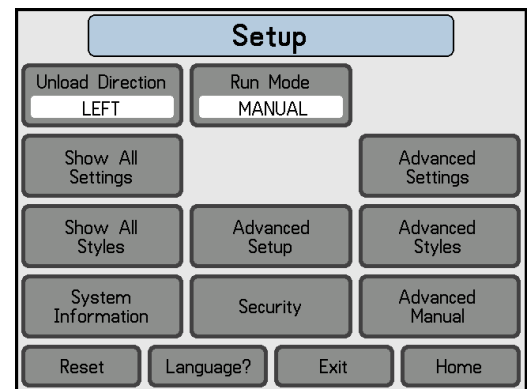 Setup
Unload Direction
LEFT
Run Mode
MANUAL
Show All
Settings
Advanced
Settings
Show All
Styles
Advanced
Setup
Advanced
Styles
System
Information
Security
Advanced
Manual
Reset
Language?
Exit
Home